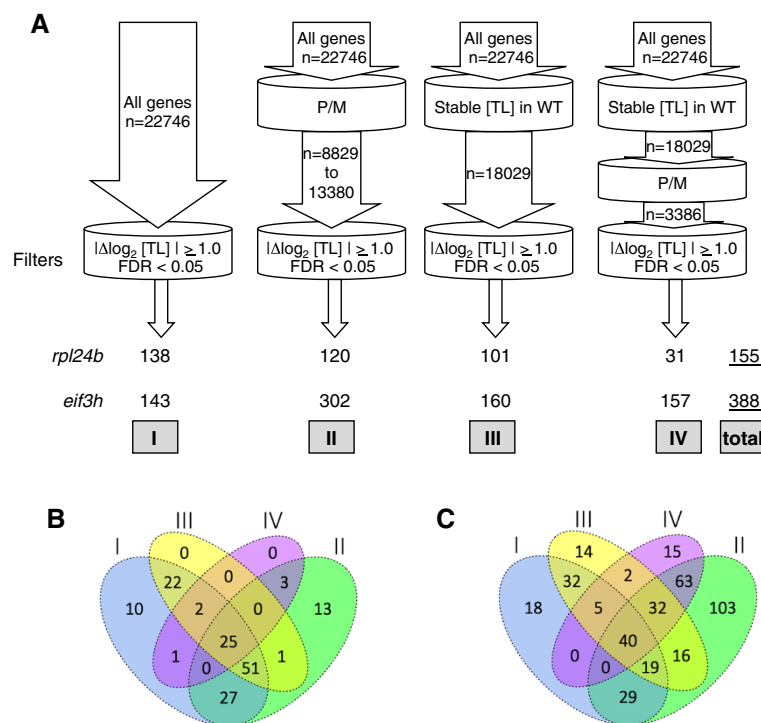 A
All genes
n=22746
All genes
n=22746
P/M
n=8829
to
13380
All genes
n=22746
Stable [TL] in WT
n=18029
All genes
n=22746
Stable [TL] in WT
n=18029
P/M
n=3386
Filters
|Δlog₂ [TL] | ≥ 1.0
FDR < 0.05
|Δlog₂ [TL] | ≥ 1.0
FDR < 0.05
|Δlog₂ [TL] | ≥ 1.0
FDR < 0.05
|Δlog₂ [TL] | ≥ 1.0
FDR < 0.05
rpl24b 138 120 101 31 155
eif3h 143 302 160 157 388
I II III IV total
B
III IV
I II
0 0
22 0 3
10 2 0 13
25
1 0 51 1
27
C
III IV
I II
14 15
32 2 63
18 5 32 103
40
0 0 19 16
29